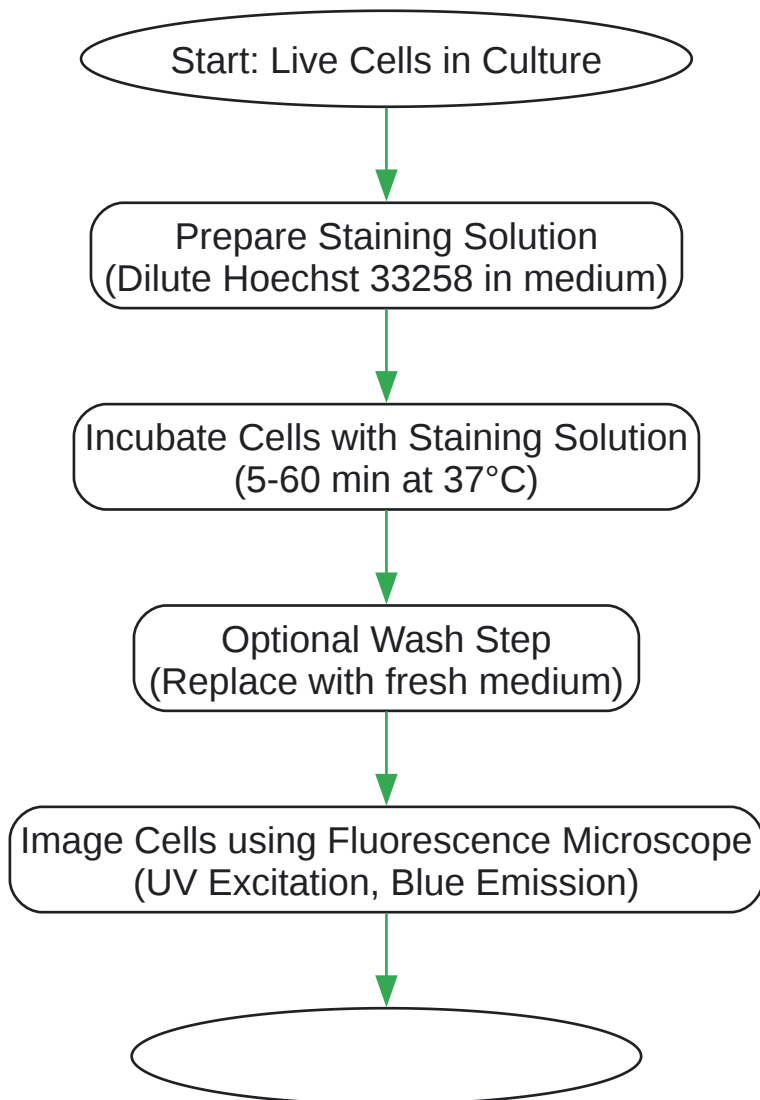 Start: Live Cells in Culture
Prepare Staining Solution
(Dilute Hoechst 33258 in medium)
Incubate Cells with Staining Solution
(5-60 min at 37°C)
Optional Wash Step
(Replace with fresh medium)
Image Cells using Fluorescence Microscope
(UV Excitation, Blue Emission)